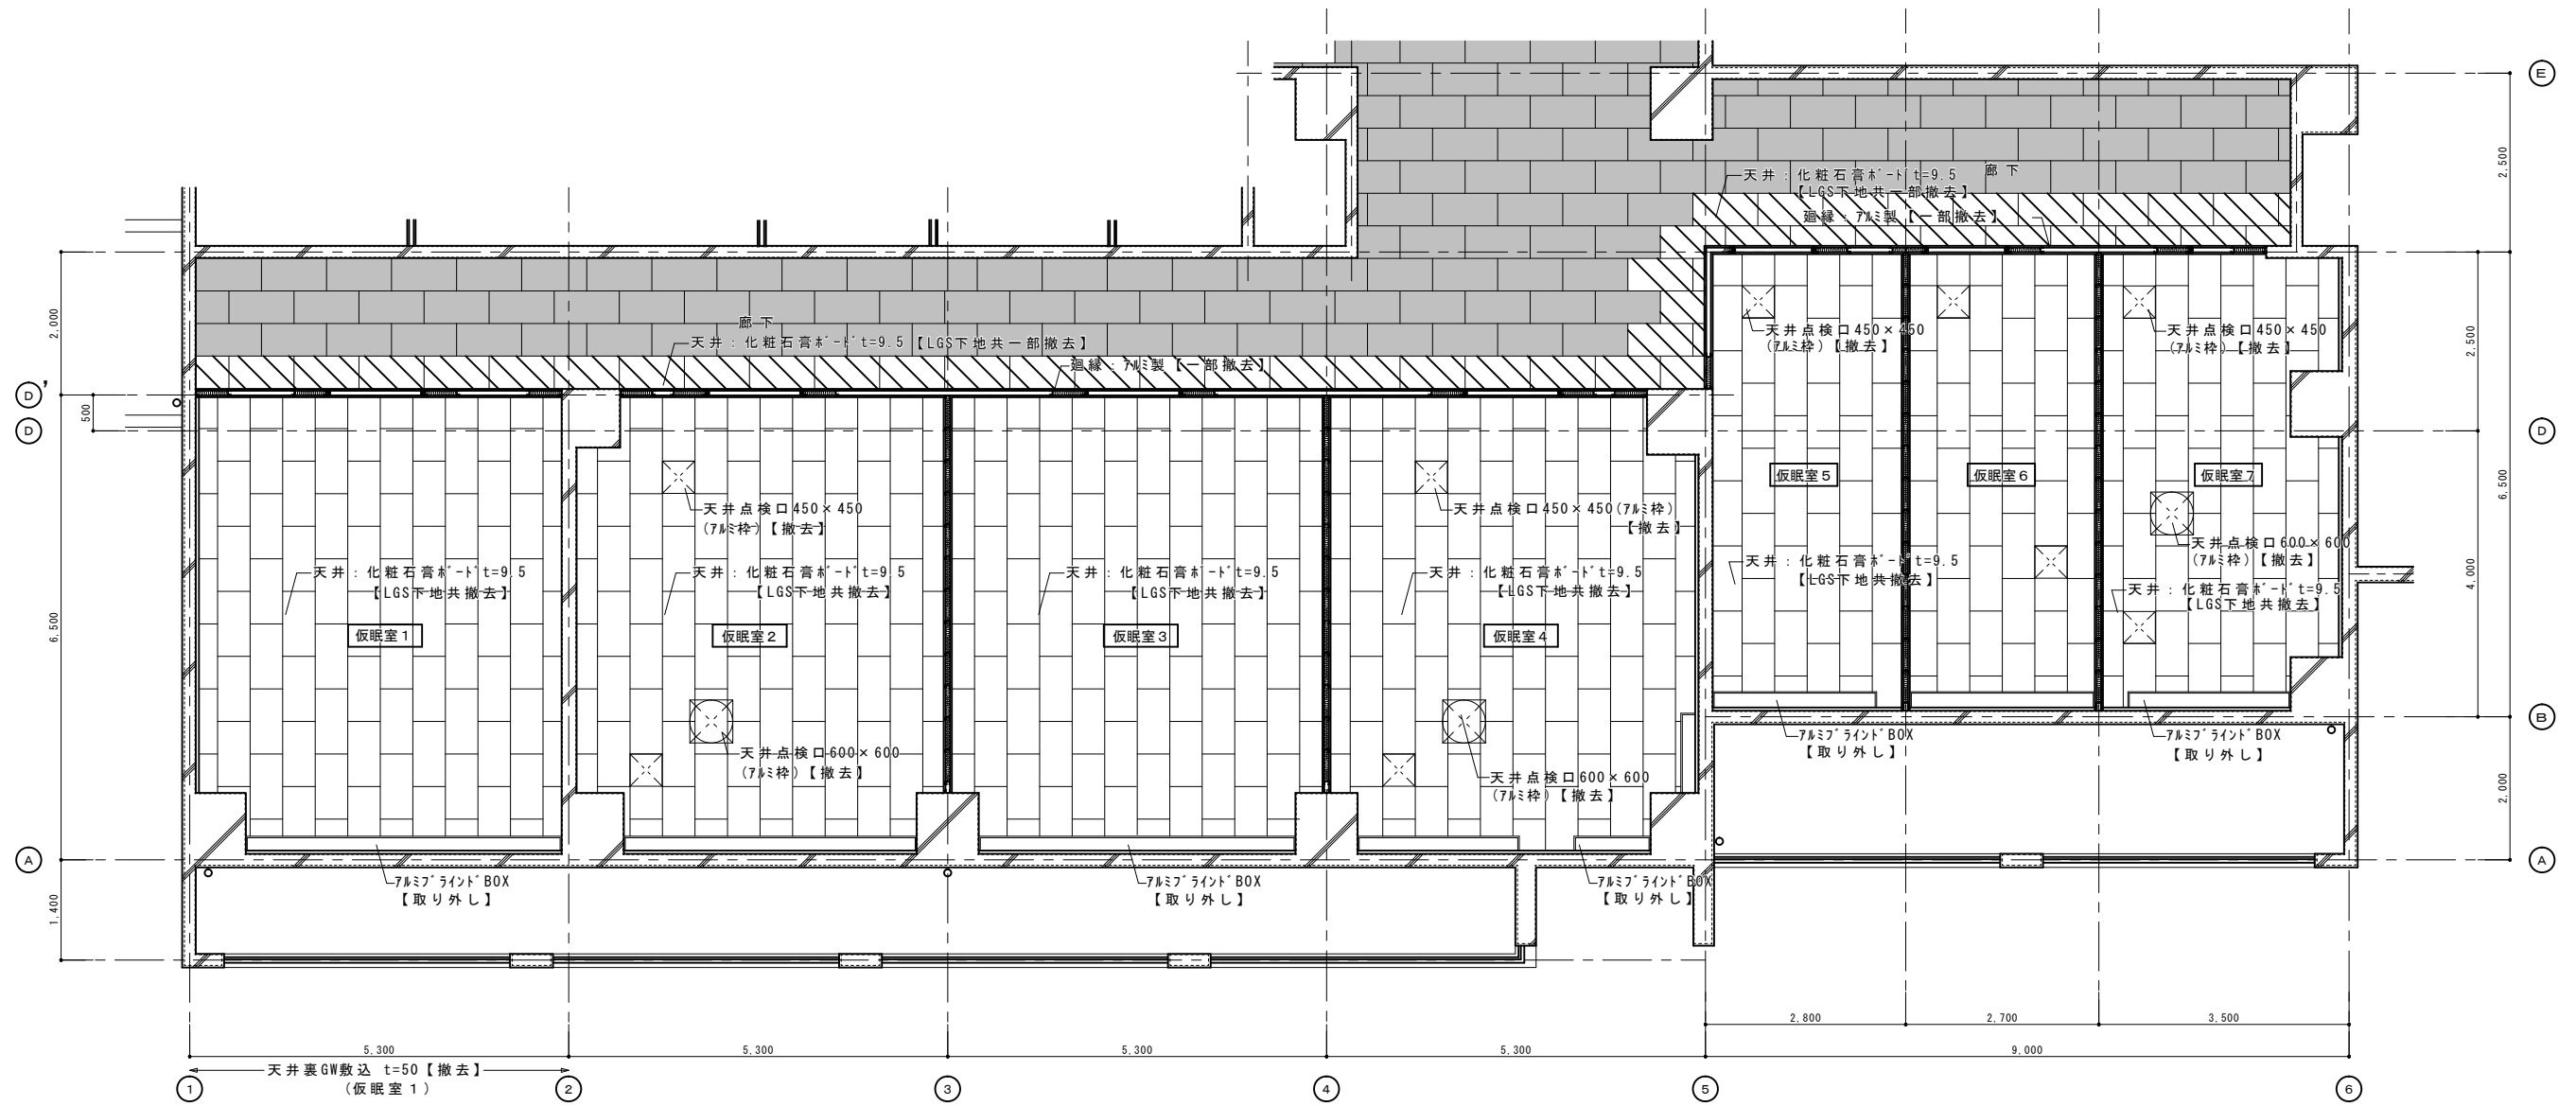 E
2,500
廊下
天井：化粧石膏ﾎﾞｰﾄﾞt=9.5
【LGS下地共一部撤去】
廻縁：ｱﾙﾐ製【一部撤去】
2,000
廊下
天井：化粧石膏ﾎﾞｰﾄﾞt=9.5【LGS下地共一部撤去】
廻縁：ｱﾙﾐ製【一部撤去】
天井点検口450×450
(ｱﾙﾐ枠)【撤去】
天井点検口450×450
(ｱﾙﾐ枠)【撤去】
2,500
D'
500
D
D
仮眠室5
仮眠室6
仮眠室7
6,500
天井点検口450×450
(ｱﾙﾐ枠)【撤去】
天井点検口450×450(ｱﾙﾐ枠)
【撤去】
天井点検口600×600
(ｱﾙﾐ枠)【撤去】
天井：化粧石膏ﾎﾞｰﾄﾞt=9.5
【LGS下地共撤去】
天井：化粧石膏ﾎﾞｰﾄﾞt=9.5
【LGS下地共撤去】
天井：化粧石膏ﾎﾞｰﾄﾞt=9.5
【LGS下地共撤去】
天井：化粧石膏ﾎﾞｰﾄﾞt=9.5
【LGS下地共撤去】
天井：化粧石膏ﾎﾞｰﾄﾞt=9.5
【LGS下地共撤去】
天井：化粧石膏ﾎﾞｰﾄﾞt=9.5
【LGS下地共撤去】
4,000
6,500
仮眠室1
仮眠室2
仮眠室3
仮眠室4
B
天井点検口600×600
(ｱﾙﾐ枠)【撤去】
天井点検口600×600
(ｱﾙﾐ枠)【撤去】
ｱﾙﾐﾌﾞﾗｲﾝﾄﾞBOX
【取り外し】
ｱﾙﾐﾌﾞﾗｲﾝﾄﾞBOX
【取り外し】
2,000
A
A
ｱﾙﾐﾌﾞﾗｲﾝﾄﾞBOX
【取り外し】
ｱﾙﾐﾌﾞﾗｲﾝﾄﾞBOX
【取り外し】
ｱﾙﾐﾌﾞﾗｲﾝﾄﾞBOX
【取り外し】
1,400
2,800
2,700
3,500
5,300
5,300
5,300
5,300
9,000
天井裏GW敷込 t=50【撤去】
(仮眠室1)
1
2
3
4
5
6